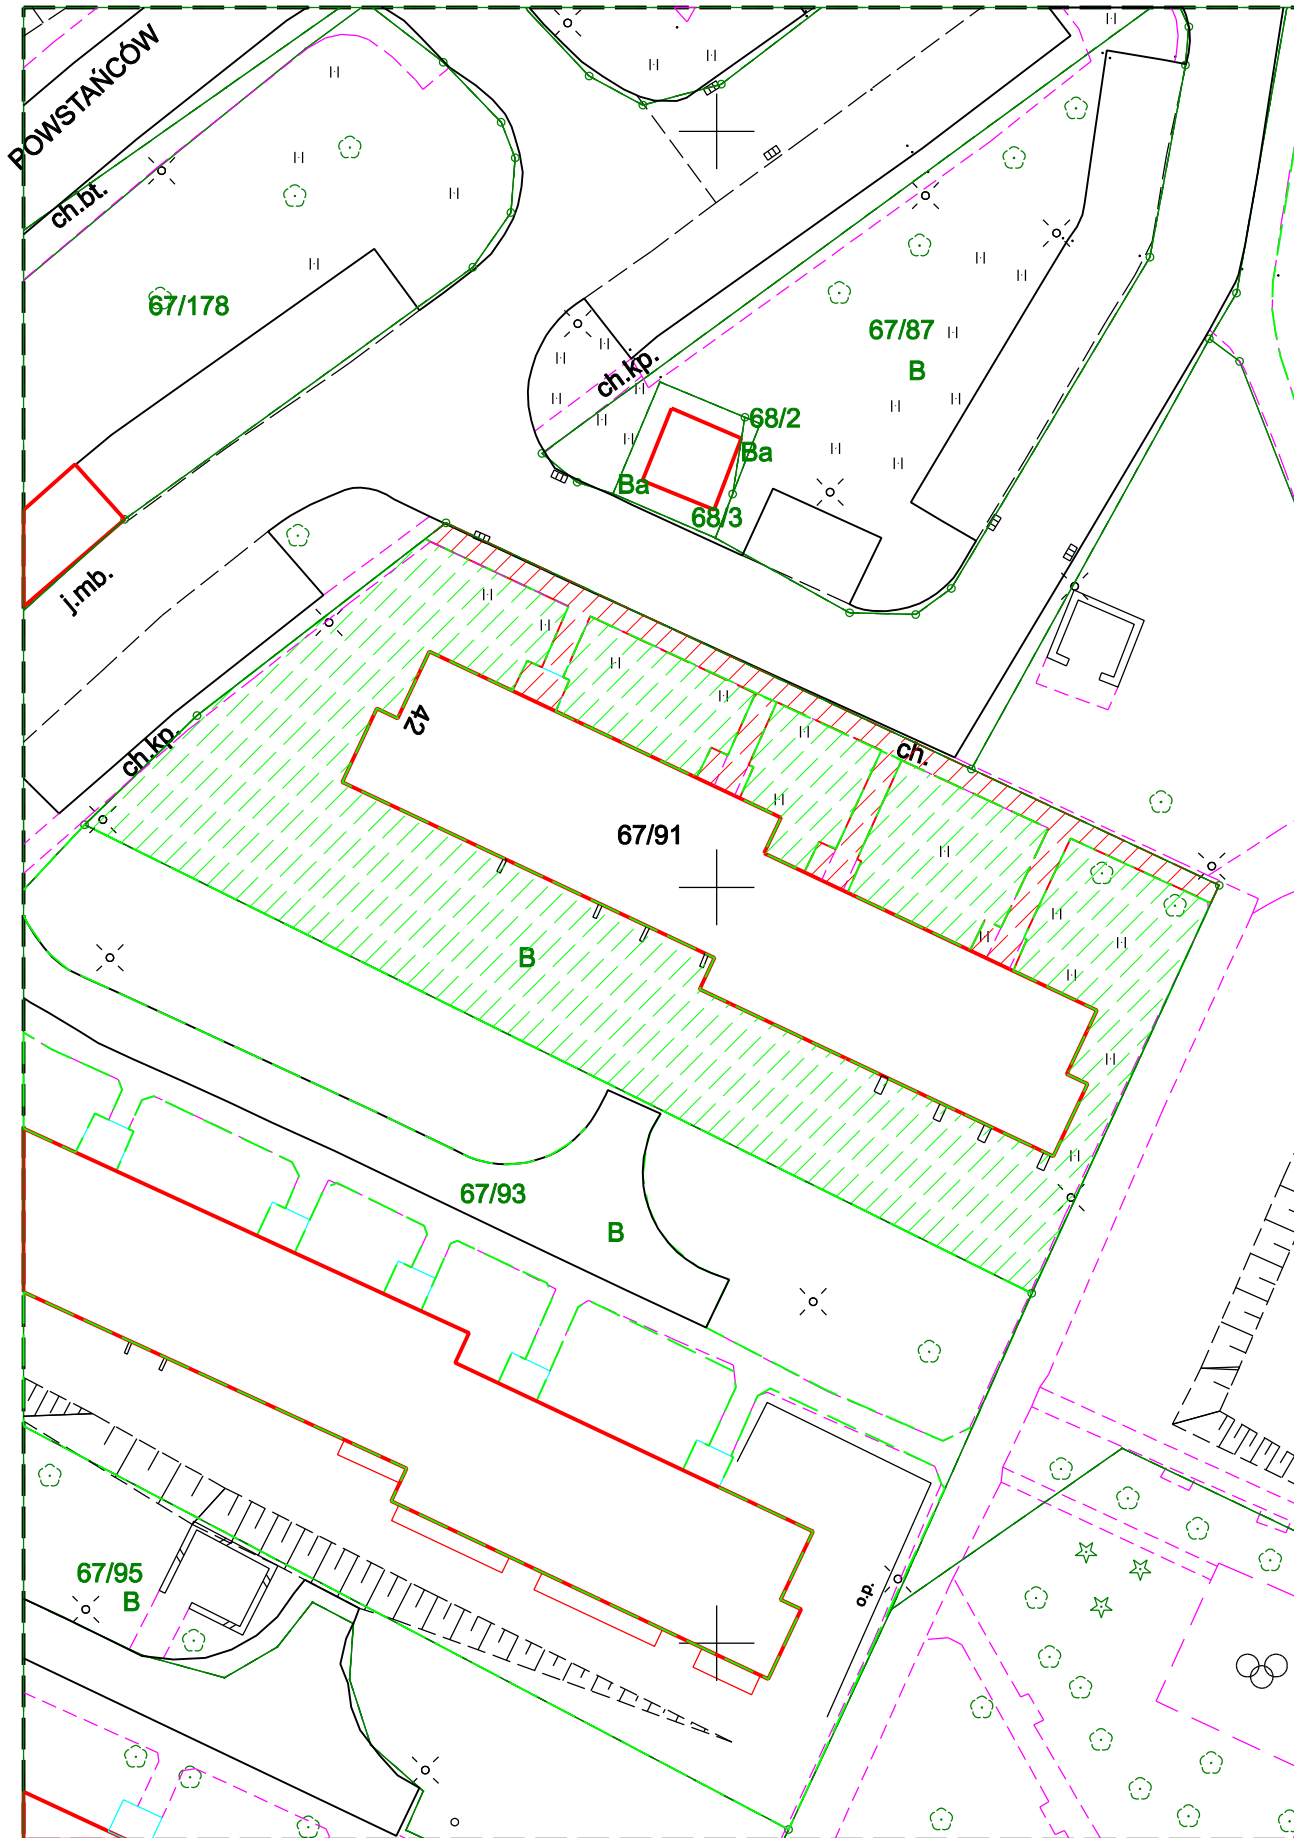 POWSTAŃCÓW
ch.bt.
67/178
67/87
B
ch.kp.
68/2
Ba
Ba
68/3
j.mb.
42
ch.kp.
ch.
67/91
B
67/93
B
67/95
B
o.p.